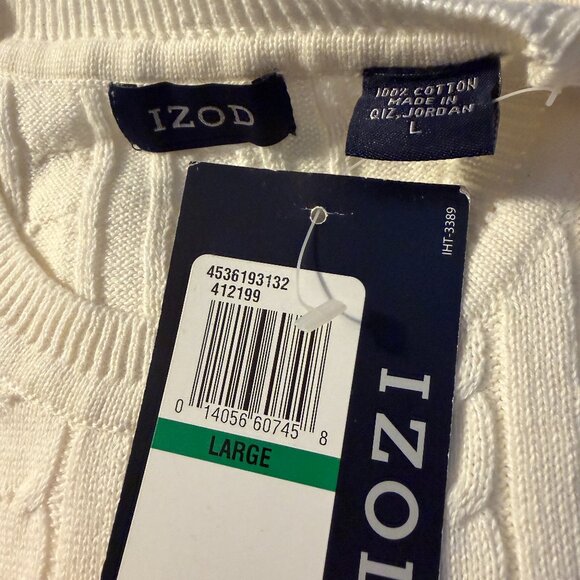 IZOD
100% COTTON
MADE IN
QIZ, JORDAN
L
IHT-3389
4536193132
412199
0 14056 60745 8
LARGE
IZOD